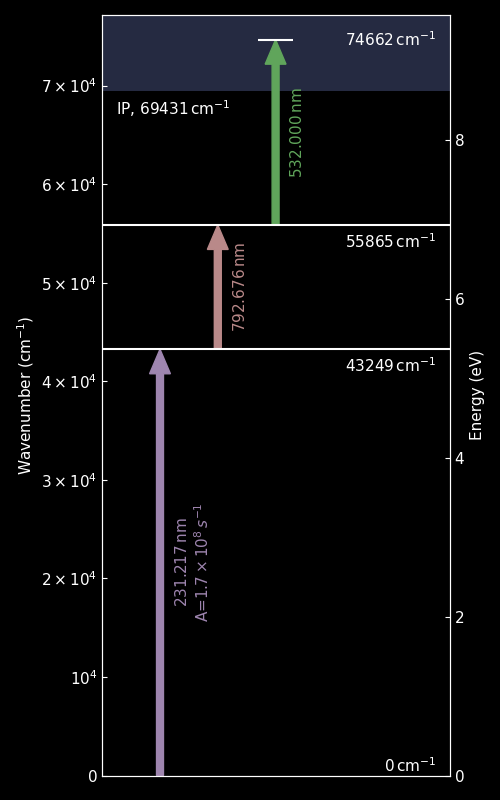 74662 cm⁻¹
7 × 10⁴
IP, 69431 cm⁻¹
532.000 nm
8
6 × 10⁴
55865 cm⁻¹
792.676 nm
6
5 × 10⁴
43249 cm⁻¹
4 × 10⁴
Wavenumber (cm⁻¹)
Energy (eV)
4
3 × 10⁴
231.217 nm
A=1.7 × 10⁸ s⁻¹
2 × 10⁴
2
10⁴
0 cm⁻¹
0
0